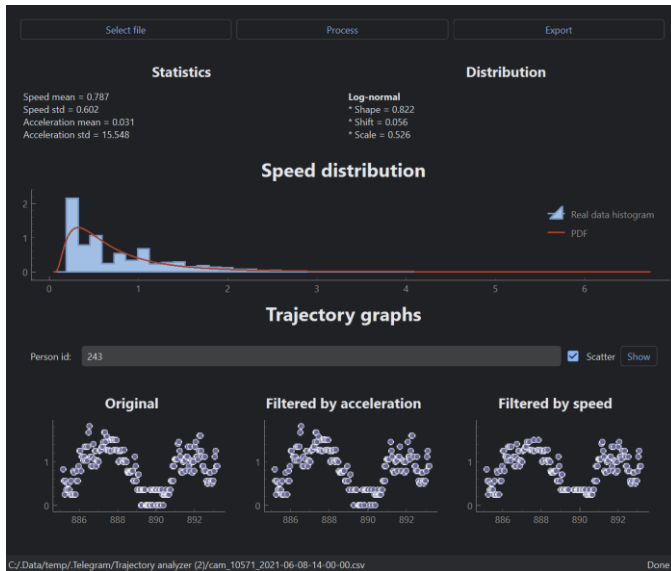 Select file Process Export
Statistics Distribution
Speed mean = 0.787
Speed std = 0.602
Acceleration mean = 0.031
Acceleration std = 15.548
Log-normal
* Shape = 0.822
* Shift = 0.056
* Scale = 0.526
Speed distribution
2
1
0
Real data histogram
PDF
0 1 2 3 4 5 6
Trajectory graphs
Person id: 243 Scatter Show
Original Filtered by acceleration Filtered by speed
1 1 1
0 0 0
886 888 890 892 886 888 890 892 886 888 890 892
C:/.Data/temp/.Telegram/Trajectory analyzer (2)/cam_10571_2021-06-08-14-00-00.csv Done